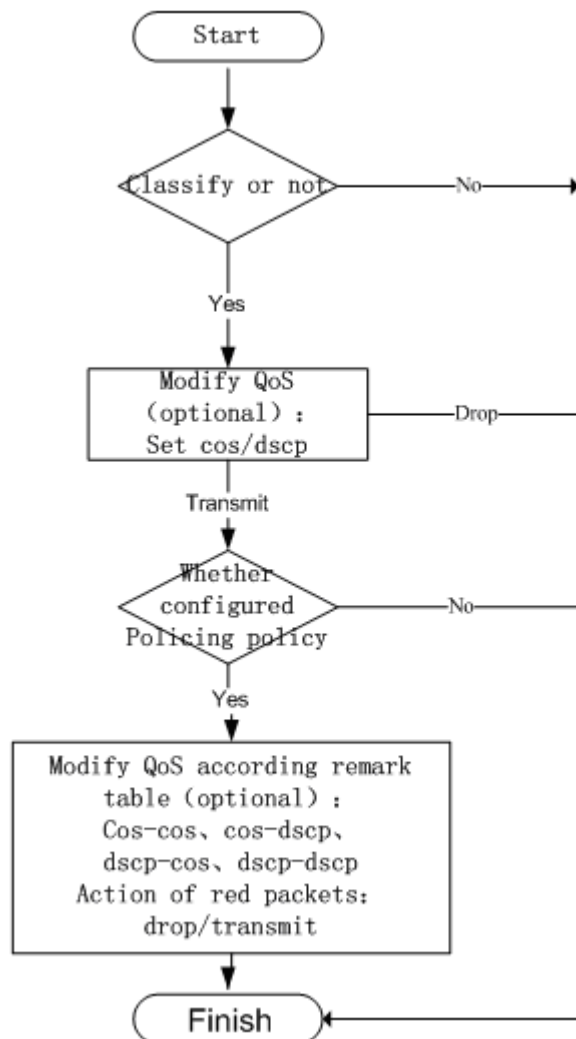 Start
Classify or not
No
Yes
Modify QoS
(optional)：
Set cos/dscp
Drop
Transmit
Whether
configured
Policing policy
No
Yes
Modify QoS according remark
table（optional）：
Cos-cos、cos-dscp、
dscp-cos、dscp-dscp
Action of red packets：
drop/transmit
Finish